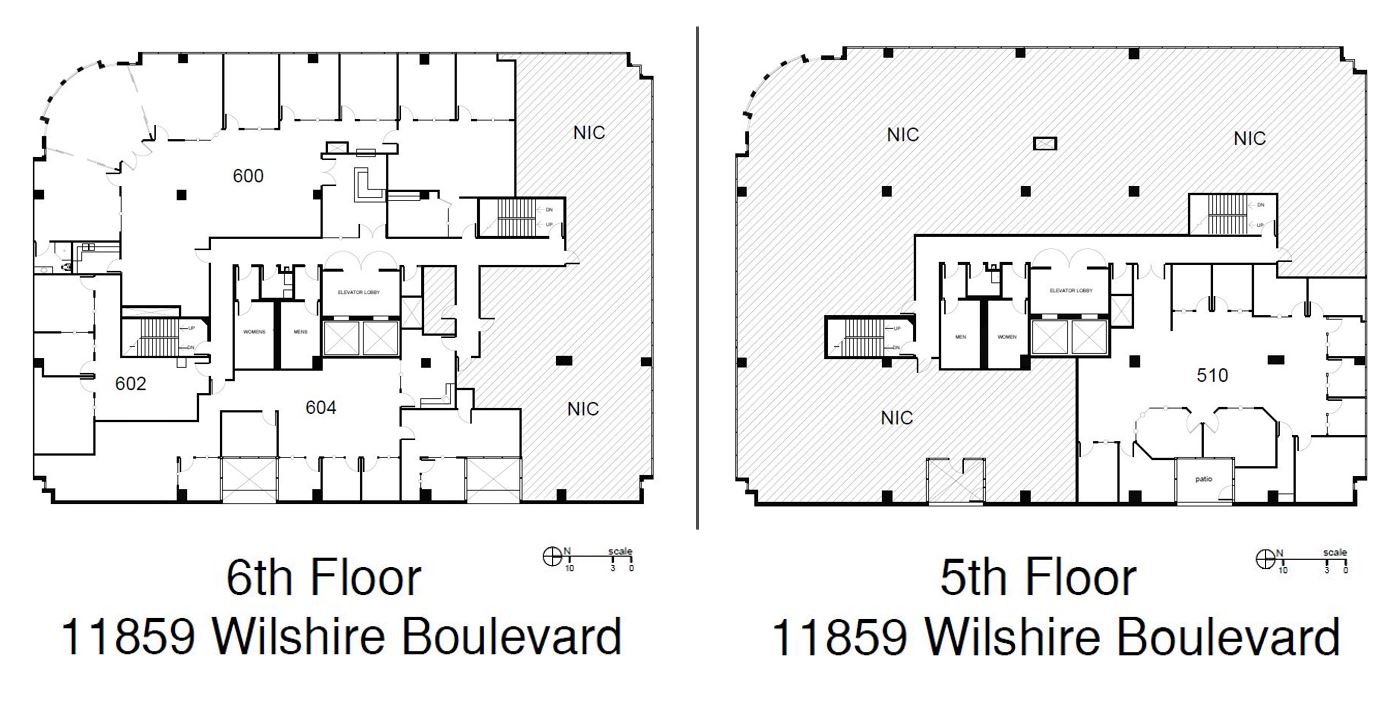 NIC
600
DN
UP
ELEVATOR LOBBY
WOMENS
MENS
UP
DN
602
604
NIC
N
scale
10 3 0
6th Floor
11859 Wilshire Boulevard
NIC
NIC
DN
UP
ELEVATOR LOBBY
UP
DN
MEN
WOMEN
510
NIC
patio
N
scale
10 3 0
5th Floor
11859 Wilshire Boulevard